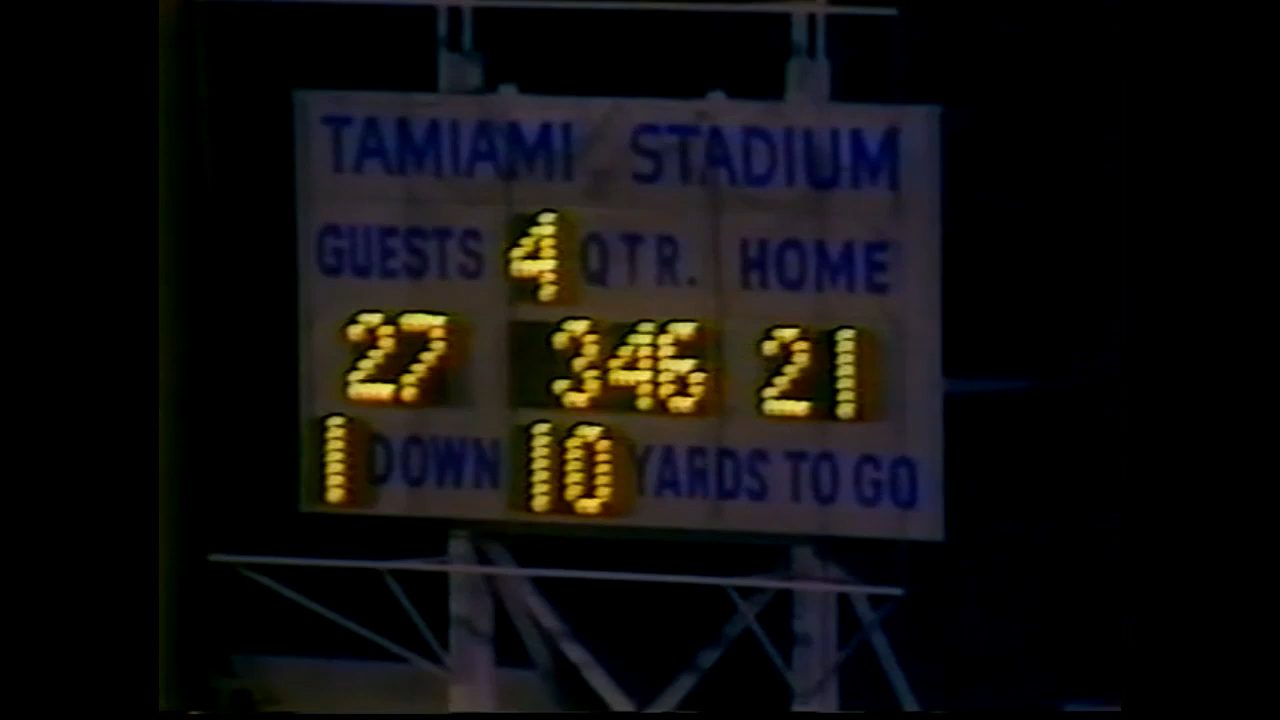 TAMIAMI STADIUM
GUESTS 4 QTR. HOME
27 346 21
1 DOWN 10 YARDS TO GO